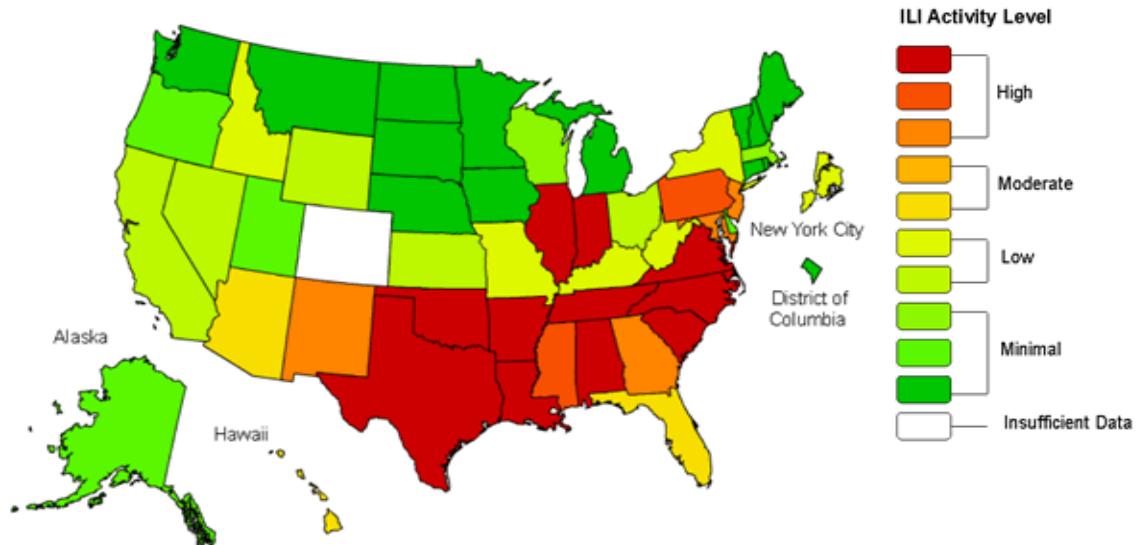 ILI Activity Level
High
Moderate
Low
Minimal
Insufficient Data
New York City
District of
Columbia
Alaska
Hawaii